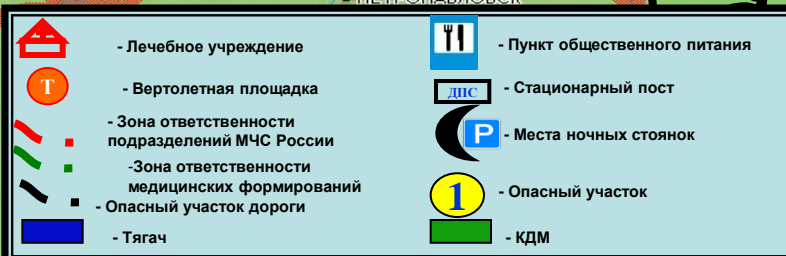 ПЕТРОПАВЛОВСК
- Лечебное учреждение
Т
- Вертолетная площадка
- Зона ответственности
подразделений МЧС России
-Зона ответственности
медицинских формирований
- Опасный участок дороги
- Тягач
- Пункт общественного питания
ДПС
- Стационарный пост
P
- Места ночных стоянок
1
- Опасный участок
- КДМ